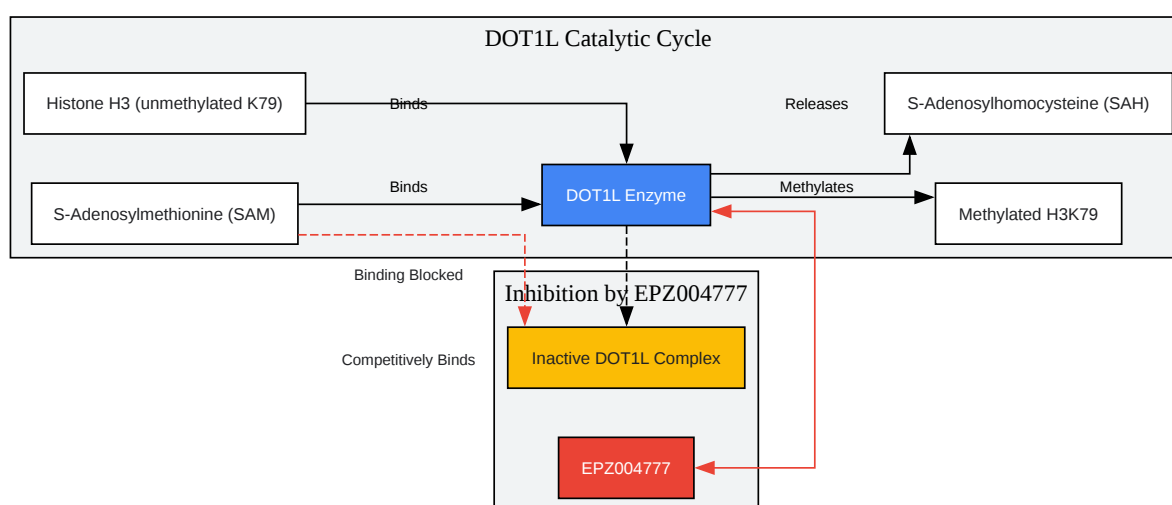 DOT1L Catalytic Cycle
Histone H3 (unmethylated K79)
Binds
Releases
S-Adenosylhomocysteine (SAH)
S-Adenosylmethionine (SAM)
Binds
DOT1L Enzyme
Methylates
Methylated H3K79
Binding Blocked
Inhibition by EPZ004777
Competitively Binds
Inactive DOT1L Complex
EPZ004777